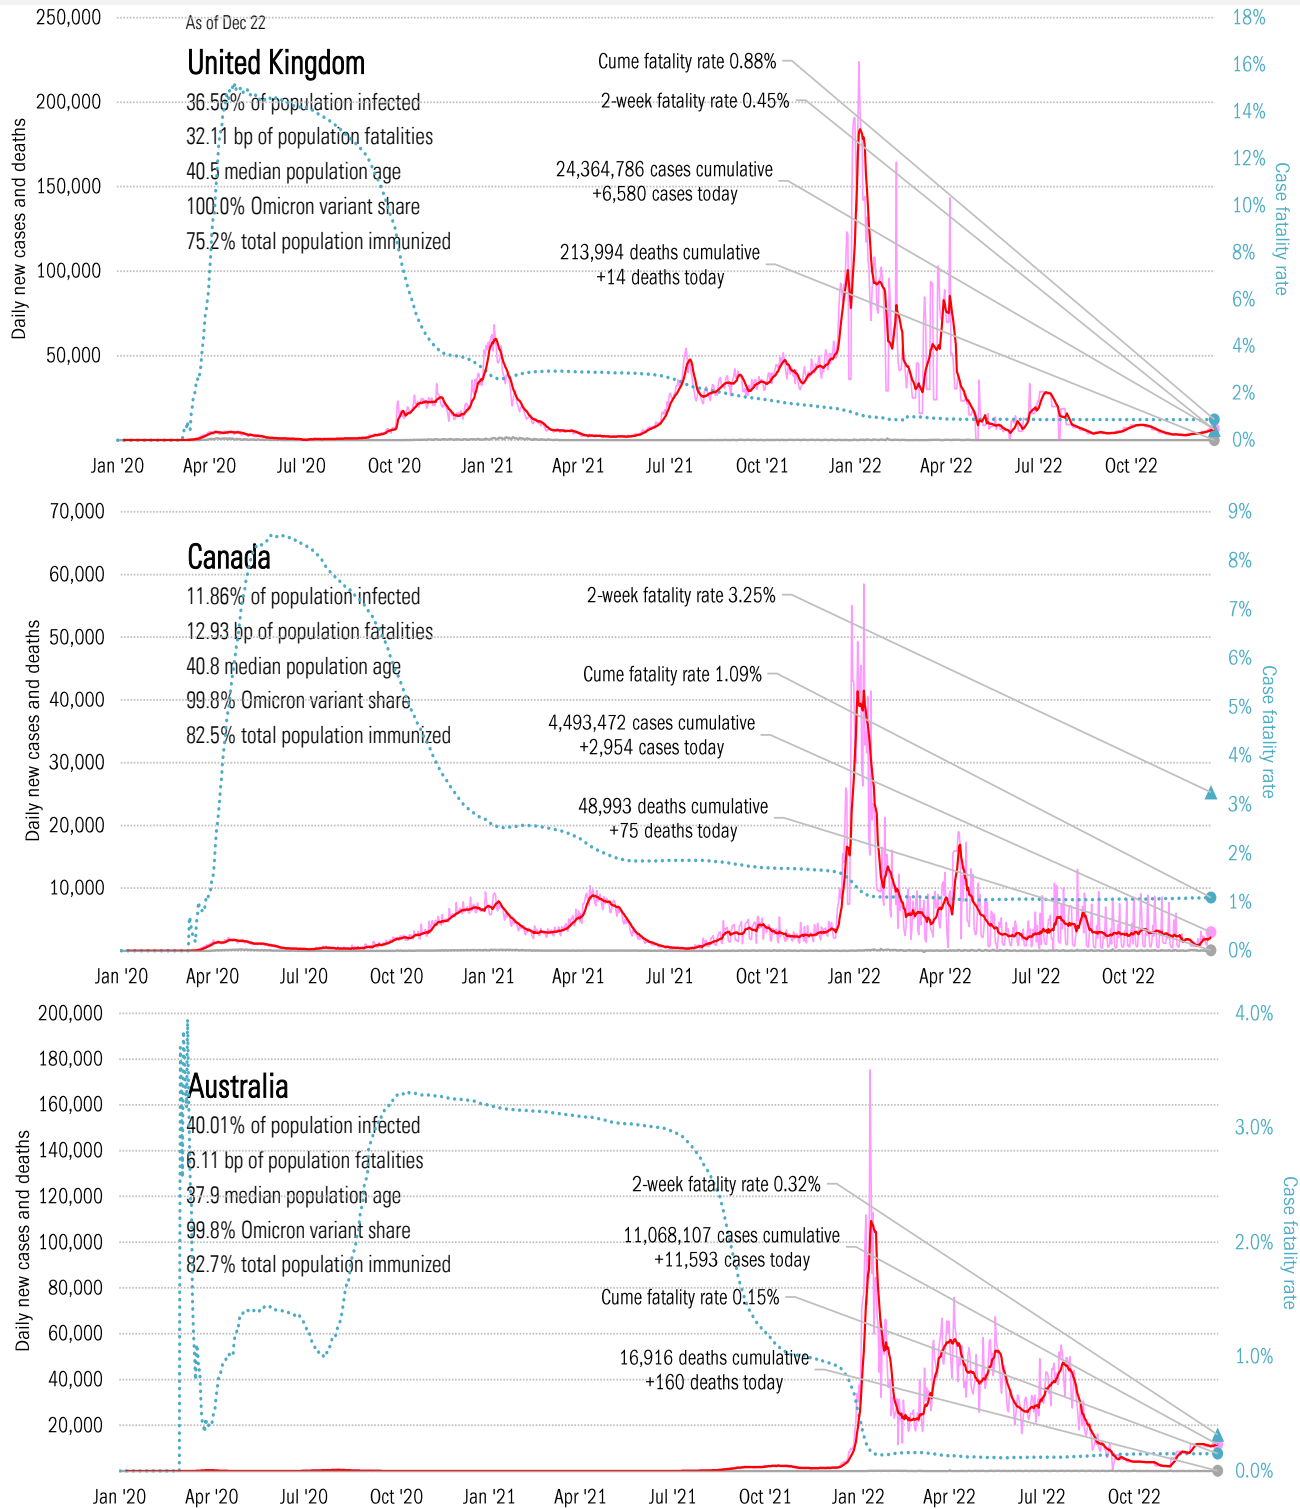 As of Dec 22
United Kingdom
36.56% of population infected
32.11 bp of population fatalities
40.5 median population age
100.0% Omicron variant share
75.2% total population immunized
Cume fatality rate 0.88%
2-week fatality rate 0.45%
24,364,786 cases cumulative
+6,580 cases today
213,994 deaths cumulative
+14 deaths today
Daily new cases and deaths
250,000
200,000
150,000
100,000
50,000
0
18%
16%
14%
12%
10%
8%
6%
4%
2%
0%
Case fatality rate
Jan '20 Apr '20 Jul '20 Oct '20 Jan '21 Apr '21 Jul '21 Oct '21 Jan '22 Apr '22 Jul '22 Oct '22
Canada
11.86% of population infected
12.93 bp of population fatalities
40.8 median population age
99.8% Omicron variant share
82.5% total population immunized
2-week fatality rate 3.25%
Cume fatality rate 1.09%
4,493,472 cases cumulative
+2,954 cases today
48,993 deaths cumulative
+75 deaths today
Daily new cases and deaths
70,000
60,000
50,000
40,000
30,000
20,000
10,000
0
9%
8%
7%
6%
5%
4%
3%
2%
1%
0%
Case fatality rate
Jan '20 Apr '20 Jul '20 Oct '20 Jan '21 Apr '21 Jul '21 Oct '21 Jan '22 Apr '22 Jul '22 Oct '22
Australia
40.01% of population infected
6.11 bp of population fatalities
37.9 median population age
99.8% Omicron variant share
82.7% total population immunized
2-week fatality rate 0.32%
11,068,107 cases cumulative
+11,593 cases today
Cume fatality rate 0.15%
16,916 deaths cumulative
+160 deaths today
Daily new cases and deaths
200,000
180,000
160,000
140,000
120,000
100,000
80,000
60,000
40,000
20,000
0
4.0%
3.0%
2.0%
1.0%
0.0%
Case fatality rate
Jan '20 Apr '20 Jul '20 Oct '20 Jan '21 Apr '21 Jul '21 Oct '21 Jan '22 Apr '22 Jul '22 Oct '22